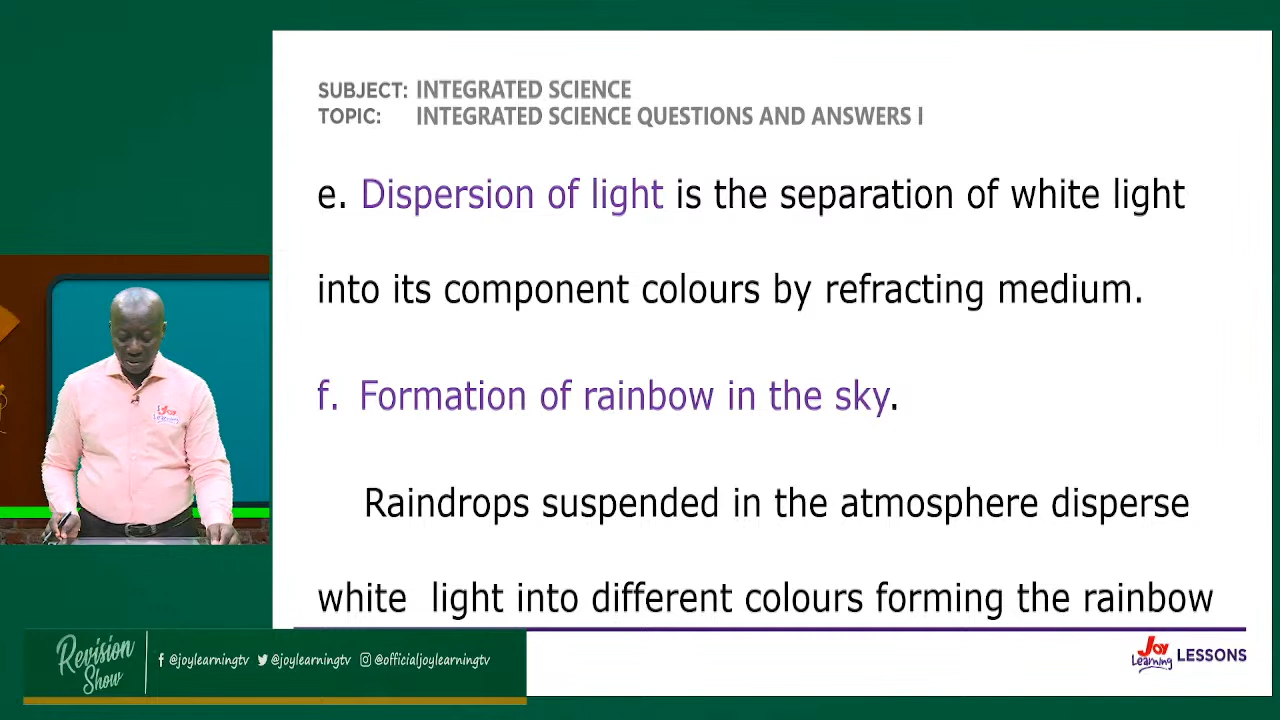 SUBJECT: INTEGRATED SCIENCE
TOPIC: INTEGRATED SCIENCE QUESTIONS AND ANSWERS I
e. Dispersion of light is the separation of white light
into its component colours by refracting medium.
f. Formation of rainbow in the sky.
Raindrops suspended in the atmosphere disperse
white light into different colours forming the rainbow
Joy Learning
Revision Show
@joylearningtv @joylearningtv @officialjoylearningtv
Joy Learning LESSONS